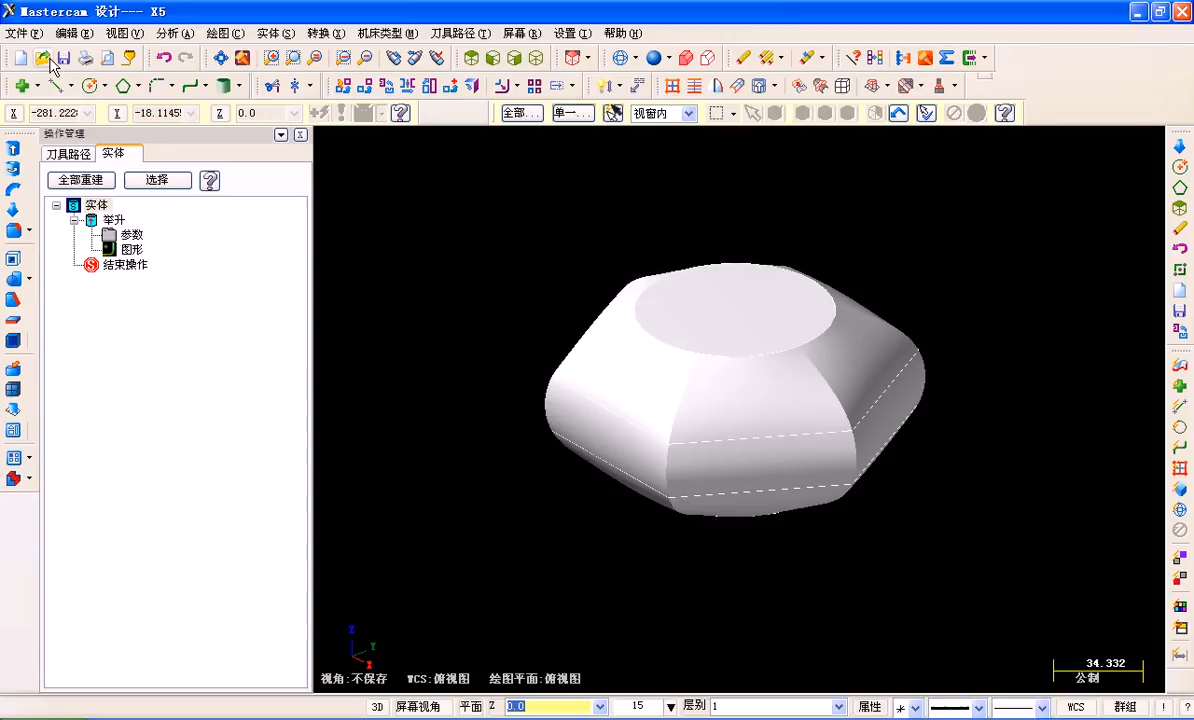 Mastercam 设计--- X5
文件(F) 编辑(E) 视图(V) 分析(A) 绘图(C) 实体(S) 转换(X) 机床类型(M) 刀具路径(T) 屏幕(R) 设置(I) 帮助(H)
X -281.222 Y -18.1145 Z 0.0 全部... 单一... 视窗内
操作管理
刀具路径 实体
全部重建 选择
实体
举升
参数
图形
结束操作
Z
Y
X
34.332
公制
视角:不保存 WCS:俯视图 绘图平面:俯视图
3D 屏幕视角 平面 Z 0.0 15 层别 1 属性 WCS 群组 ! ?